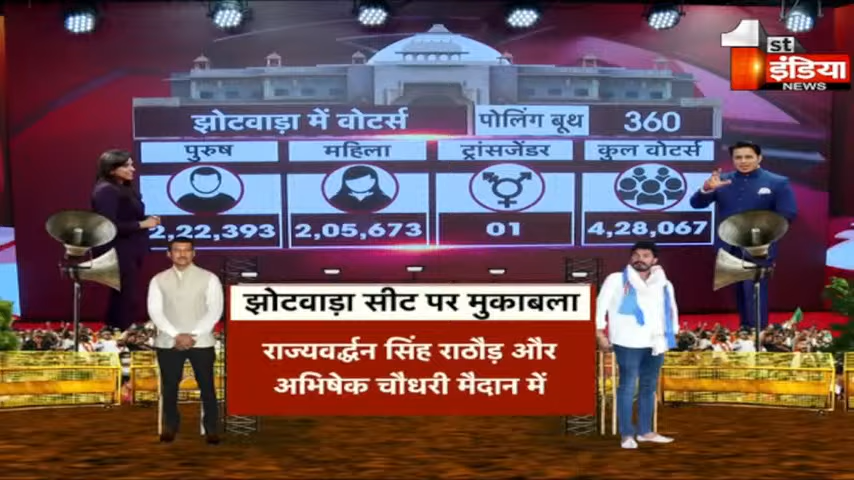 1st
इंडिया
NEWS
झोटवाड़ा में वोटर्स
पोलिंग बूथ 360
पुरुष महिला ट्रांसजेंडर कुल वोटर्स
2,22,393 2,05,673 01 4,28,067
झोटवाड़ा सीट पर मुकाबला
राज्यवर्द्धन सिंह राठौड़ और
अभिषेक चौधरी मैदान में